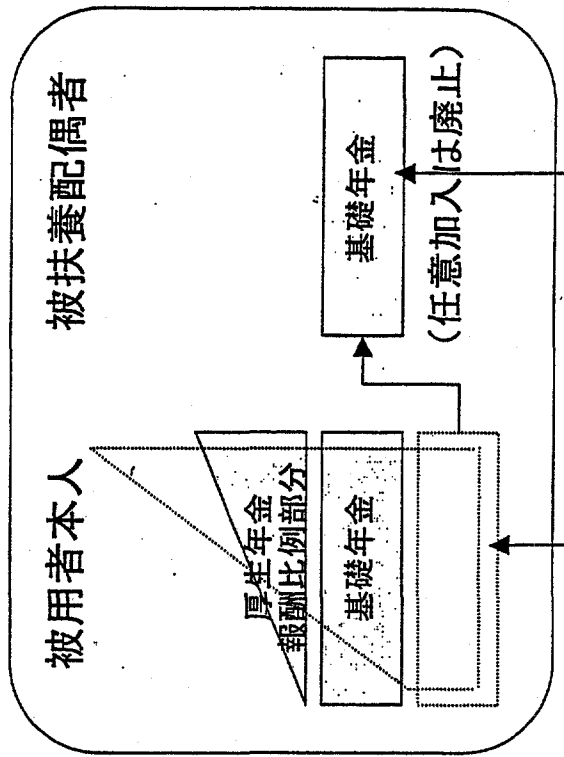 被用者本人
被扶養配偶者
厚生年金
報酬比例部分
基礎年金
基礎年金
(任意加入は廃止)